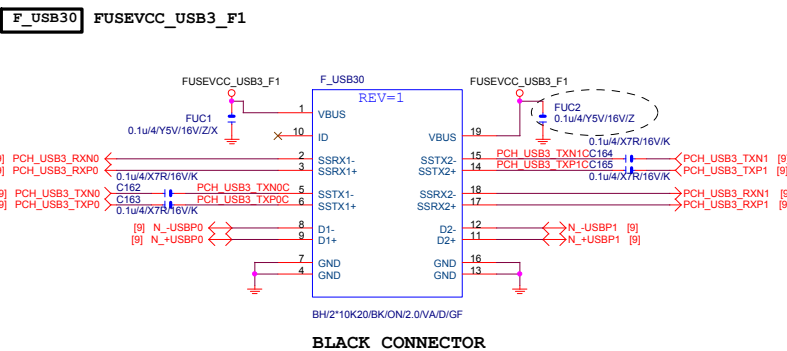 F_USB30 FUSEVCC_USB3_F1
FUSEVCC_USB3_F1 F_USB30 FUSEVCC_USB3_F1
REV=1
FUC1
0.1u/4/Y5V/16V/Z/X
FUC2
0.1u/4/Y5V/16V/Z
1 VBUS
10 ID
VBUS 19
0.1u/4/X7R/16V/K
9] PCH_USB3_RXN0 2 SSRX1-
9] PCH_USB3_RXP0 3 SSRX1+
0.1u/4/X7R/16V/K
SSTX2- 15 PCH_USB3_TXN1C C164 PCH_USB3_TXN1 [9
SSTX2+ 14 PCH_USB3_TXP1C C165 PCH_USB3_TXP1 [9
0.1u/4/X7R/16V/K
9] PCH_USB3_TXN0 C162 PCH_USB3_TXN0C 5 SSTX1-
9] PCH_USB3_TXP0 C163 PCH_USB3_TXP0C 6 SSTX1+
0.1u/4/X7R/16V/K
SSRX2- 18 PCH_USB3_RXN1 [9
SSRX2+ 17 PCH_USB3_RXP1 [9
[9] N_-USBP0 8 D1-
[9] N_+USBP0 9 D1+
D2- 12 N_-USBP1 [9]
D2+ 11 N_+USBP1 [9]
7 GND
4 GND
GND 16
GND 13
BH/2*10K20/BK/ON/2.0/VA/D/GF
BLACK CONNECTOR